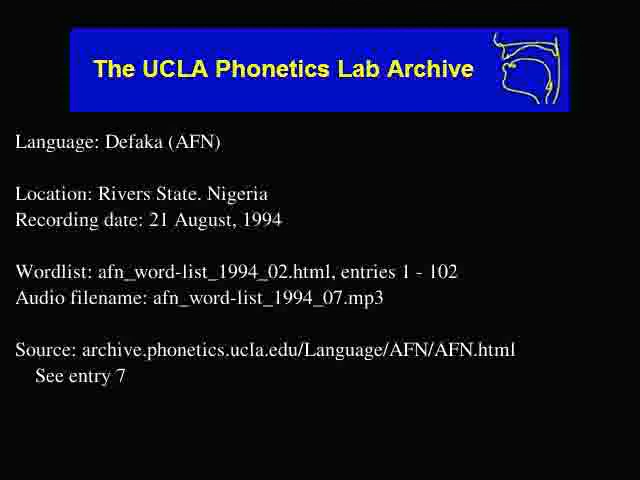 The UCLA Phonetics Lab Archive
Language: Defaka (AFN)
Location: Rivers State. Nigeria
Recording date: 21 August, 1994
Wordlist: afn_word-list_1994_02.html, entries 1 - 102
Audio filename: afn_word-list_1994_07.mp3
Source: archive.phonetics.ucla.edu/Language/AFN/AFN.html
See entry 7